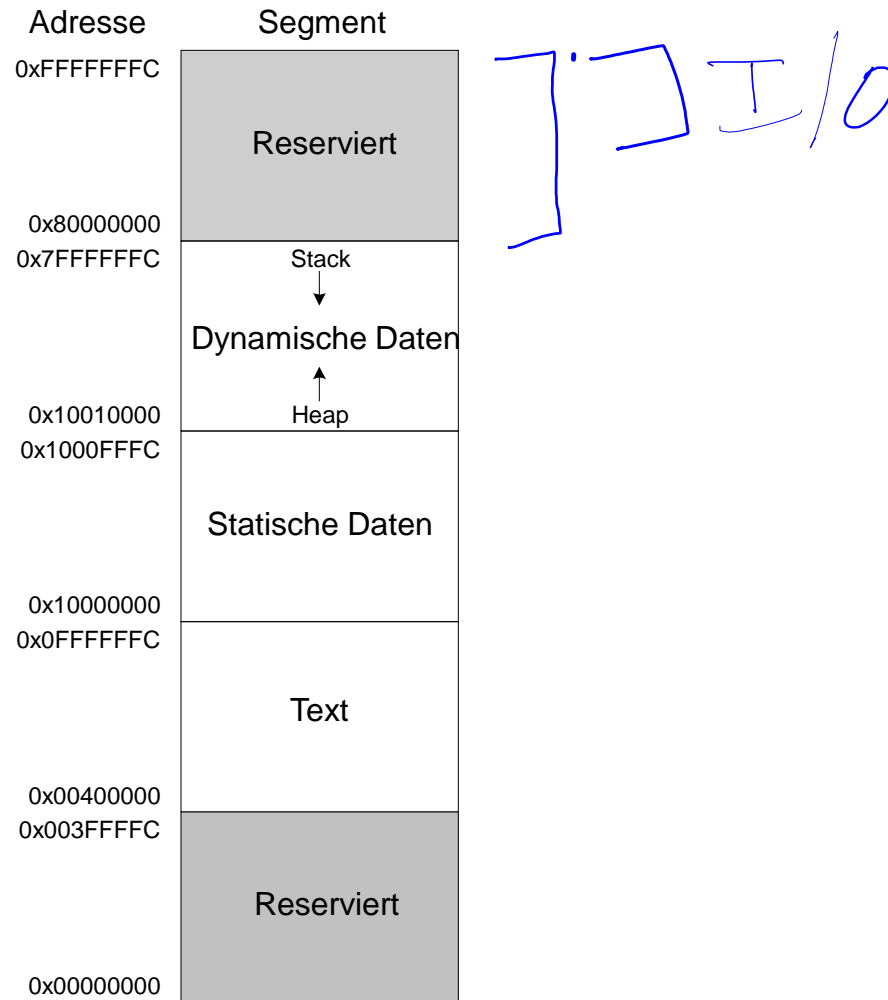 Adresse Segment
0xFFFFFFFC
Reserviert
0x80000000
0x7FFFFFFC Stack
Dynamische Daten
0x10010000 Heap
0x1000FFFC
Statische Daten
0x10000000
0x0FFFFFFC
Text
0x00400000
0x003FFFFC
Reserviert
0x00000000
I/O